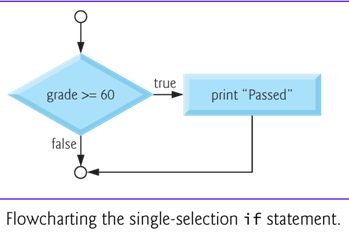 true
grade >= 60
print “Passed”
false
Flowcharting the single-selection if statement.